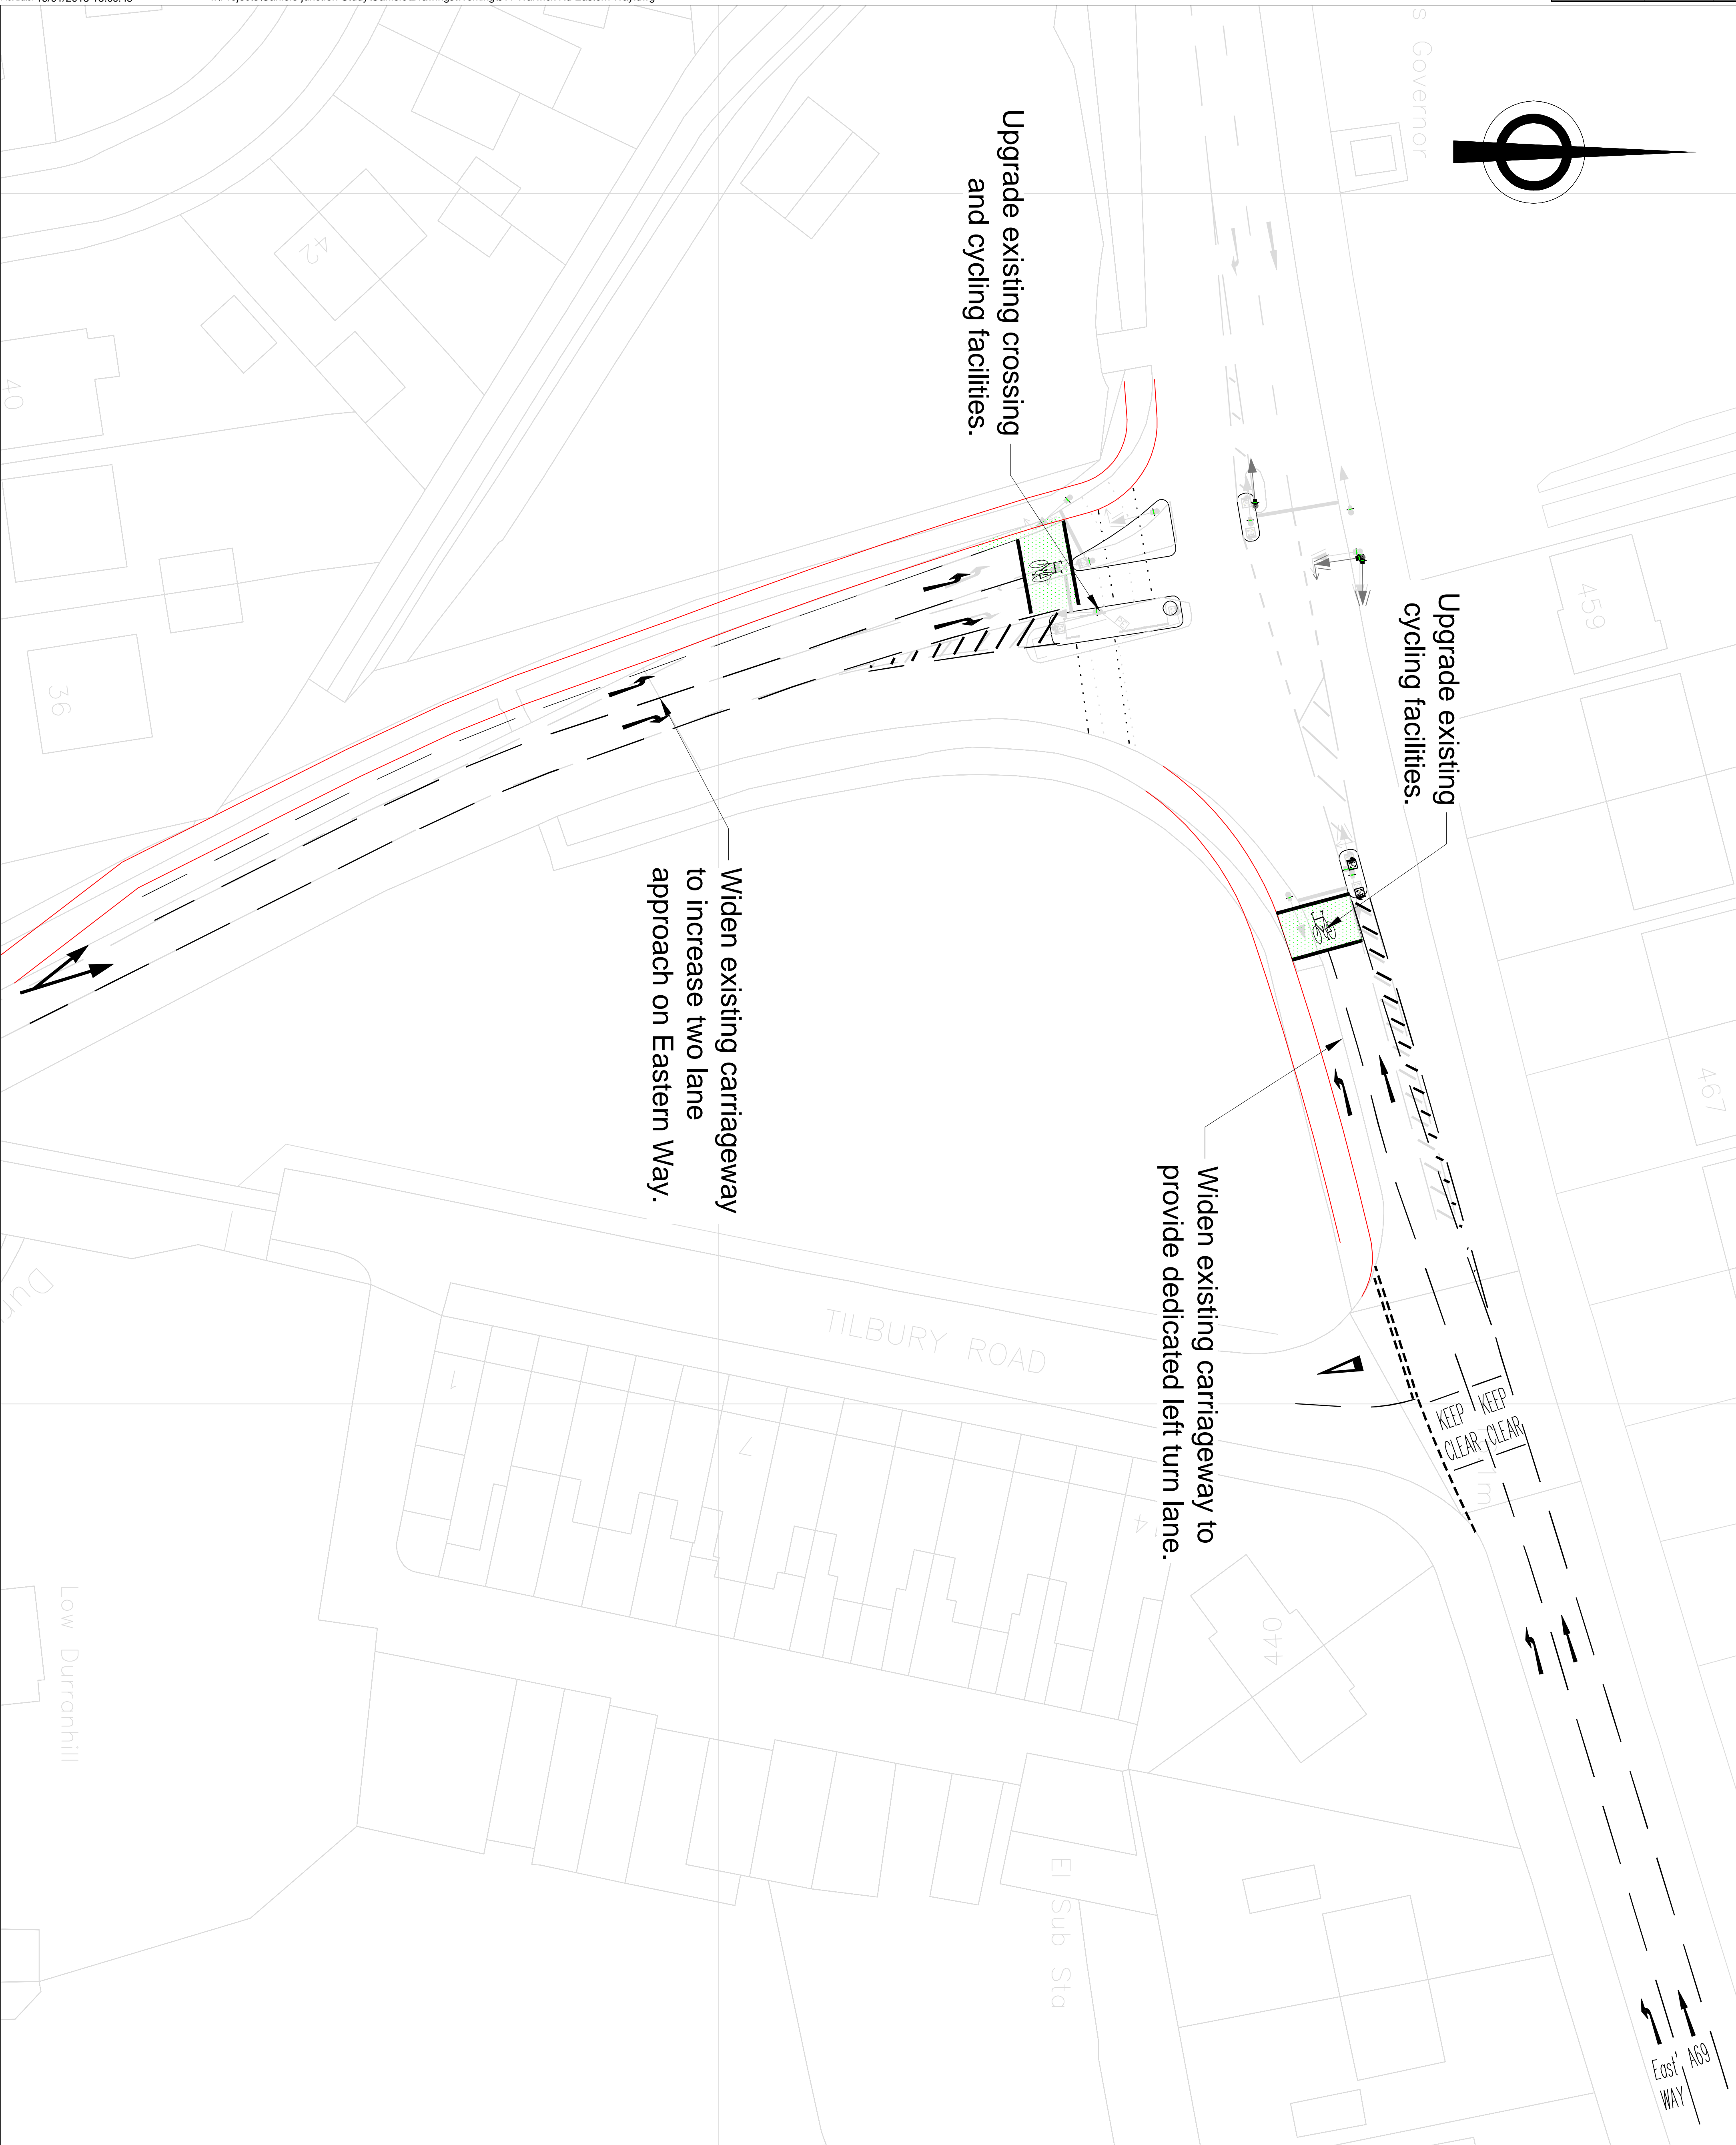 Upgrade existing crossing
and cycling facilities.
Upgrade existing
cycling facilities.
Widen existing carriageway
to increase two lane
approach on Eastern Way.
Widen existing carriageway to
provide dedicated left turn lane.
KEEP
CLEAR
KEEP
CLEAR
East'
WAY
A69
TILBURY ROAD
s Governor
459
467
440
42
40
36
1
7
Low Durranhill
El Sub Sta